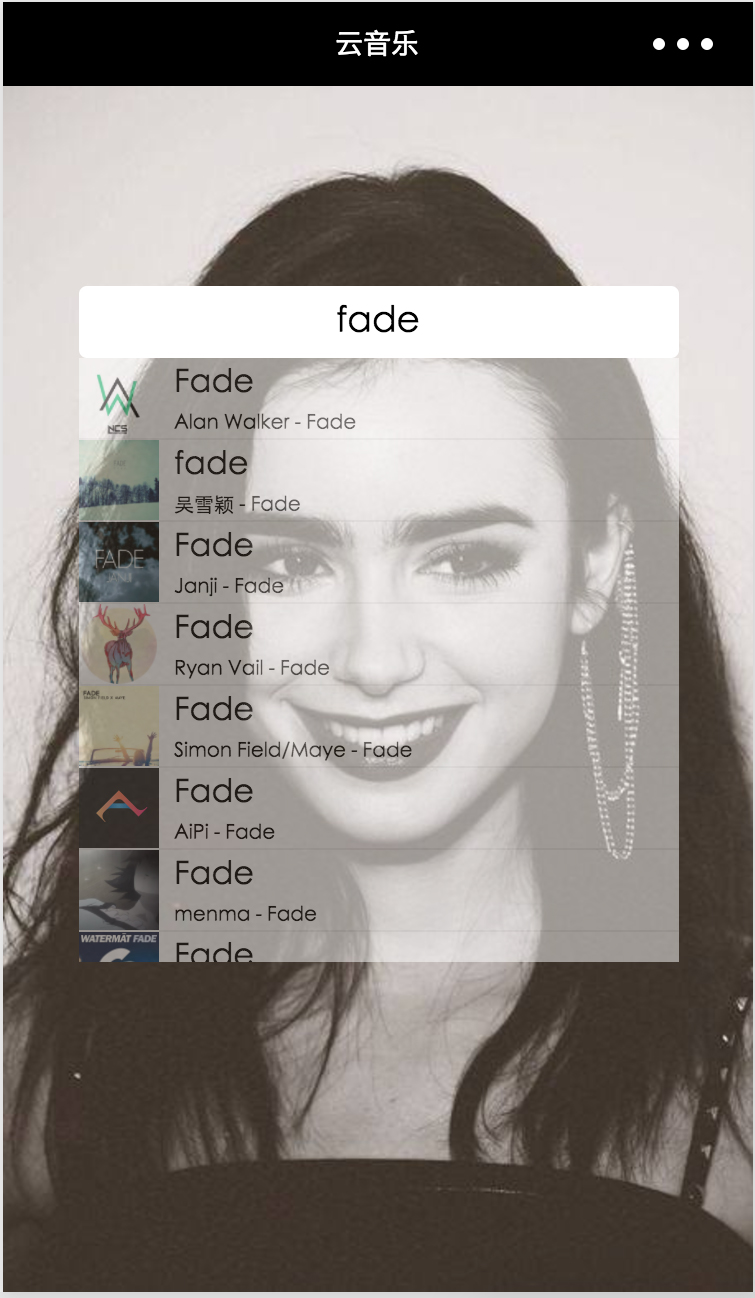 云音乐
fade
Fade
Alan Walker - Fade
NCS
fade
吴雪颖 - Fade
Fade
Janji - Fade
FADE
Fade
Ryan Vail - Fade
Fade
Simon Field/Maye - Fade
FADE
Fade
AiPi - Fade
Fade
menma - Fade
WATERMÄT FADE
Fade